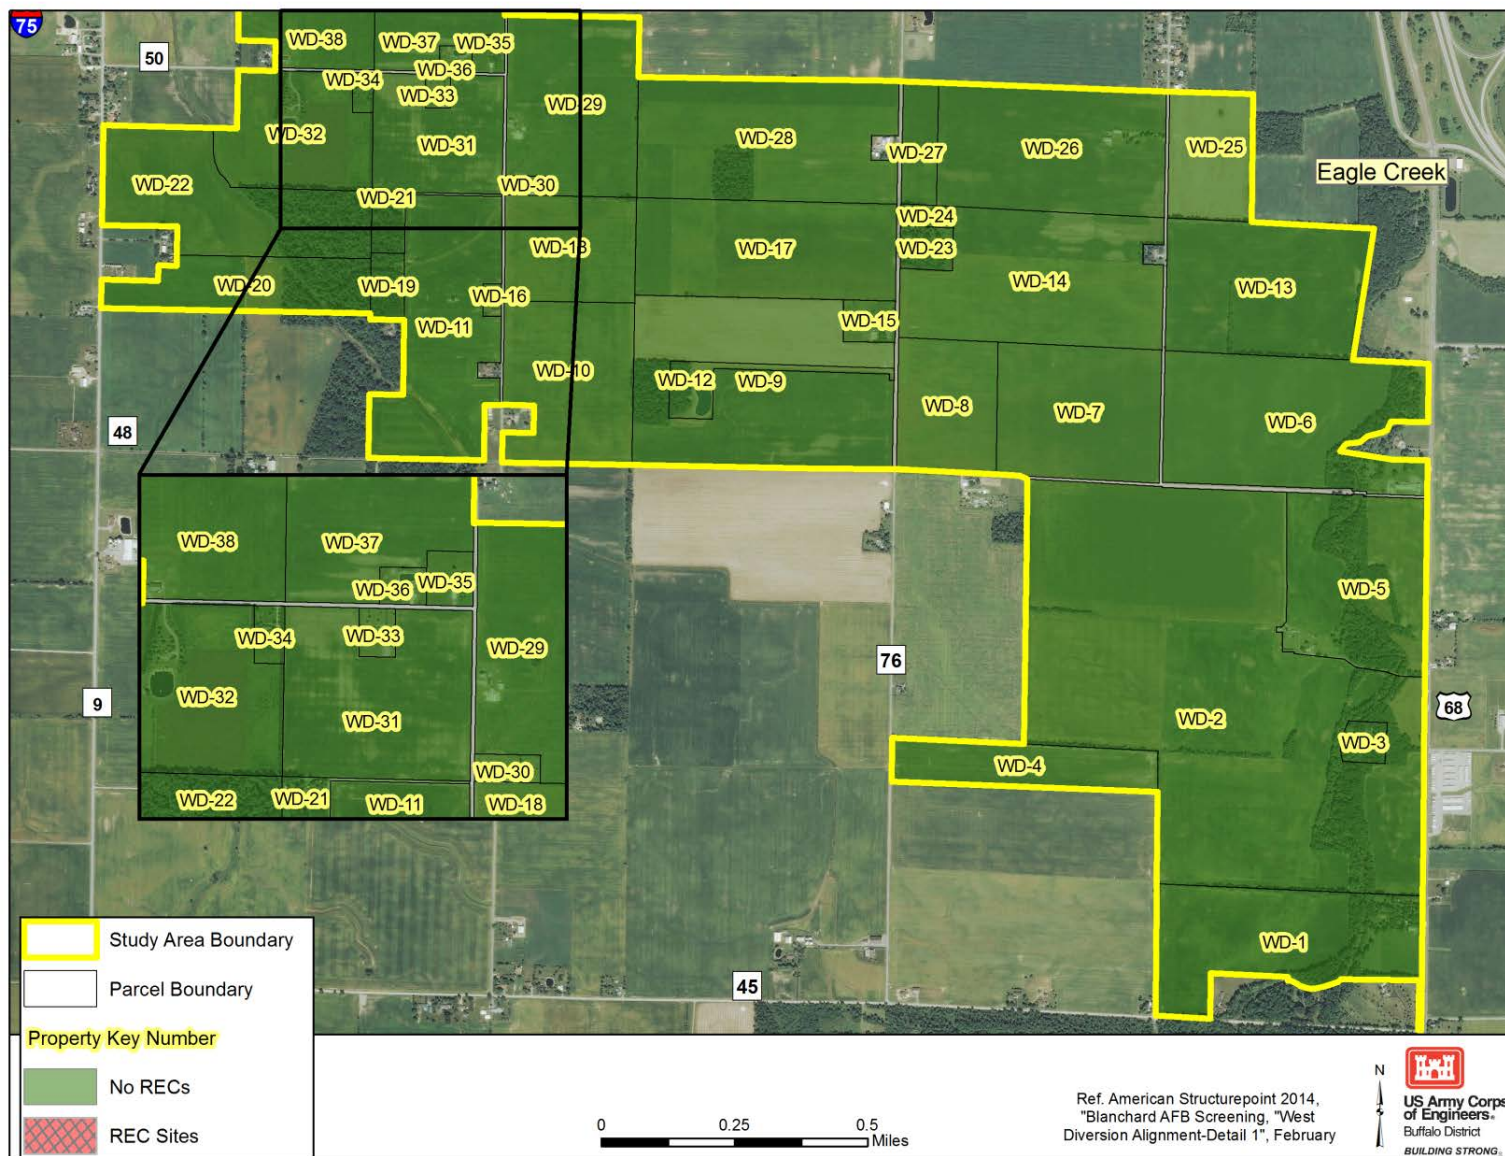 75
50
WD-38
WD-37
WD-35
WD-36
WD-34
WD-33
WD-29
WD-32
WD-31
WD-28
WD-27
WD-26
WD-25
Eagle Creek
WD-22
WD-21
WD-30
WD-24
WD-18
WD-17
WD-23
WD-14
WD-13
WD-20
WD-19
WD-16
WD-11
WD-15
WD-10
WD-12
WD-9
WD-8
WD-7
WD-6
48
WD-38
WD-37
WD-36
WD-35
WD-34
WD-33
WD-29
WD-32
WD-31
WD-30
WD-22
WD-21
WD-11
WD-18
WD-5
76
9
68
WD-2
WD-3
WD-4
WD-1
45
Study Area Boundary
Parcel Boundary
Property Key Number
No RECs
REC Sites
0 0.25 0.5
Miles
Ref. American Structurepoint 2014,
"Blanchard AFB Screening, "West
Diversion Alignment-Detail 1", February
N
US Army Corps
of Engineers®
Buffalo District
BUILDING STRONG®